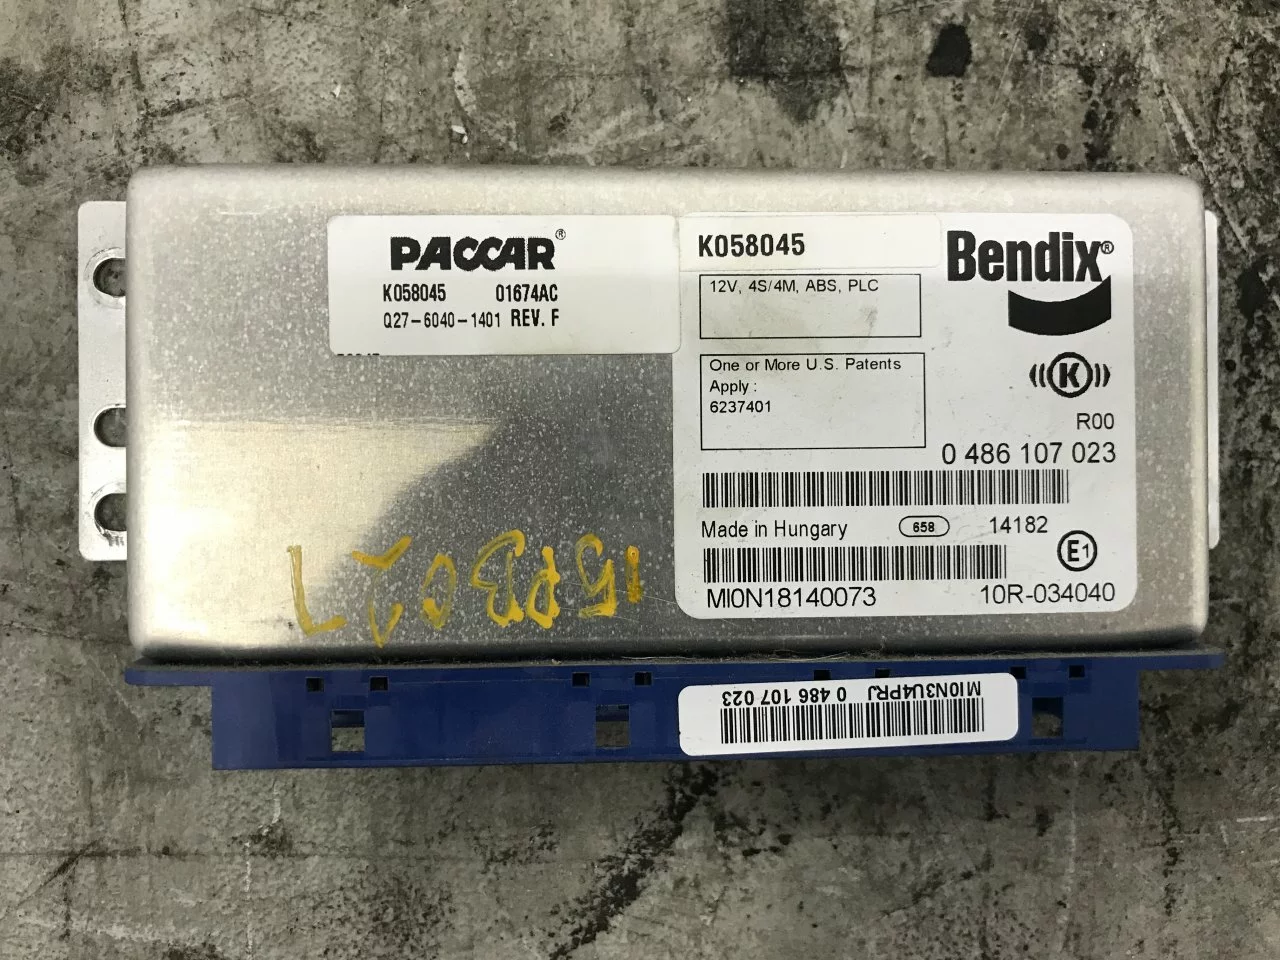 PACCAR®
K058045 01674AC
Q27-6040-1401 REV. F
K058045
Bendix®
12V, 4S/4M, ABS, PLC
One or More U.S. Patents
Apply :
6237401
K
R00
0 486 107 023
Made in Hungary 658 14182
E1
MI0N18140073 10R-034040
15PB027
MI0N3U4PRJ 0 486 107 023